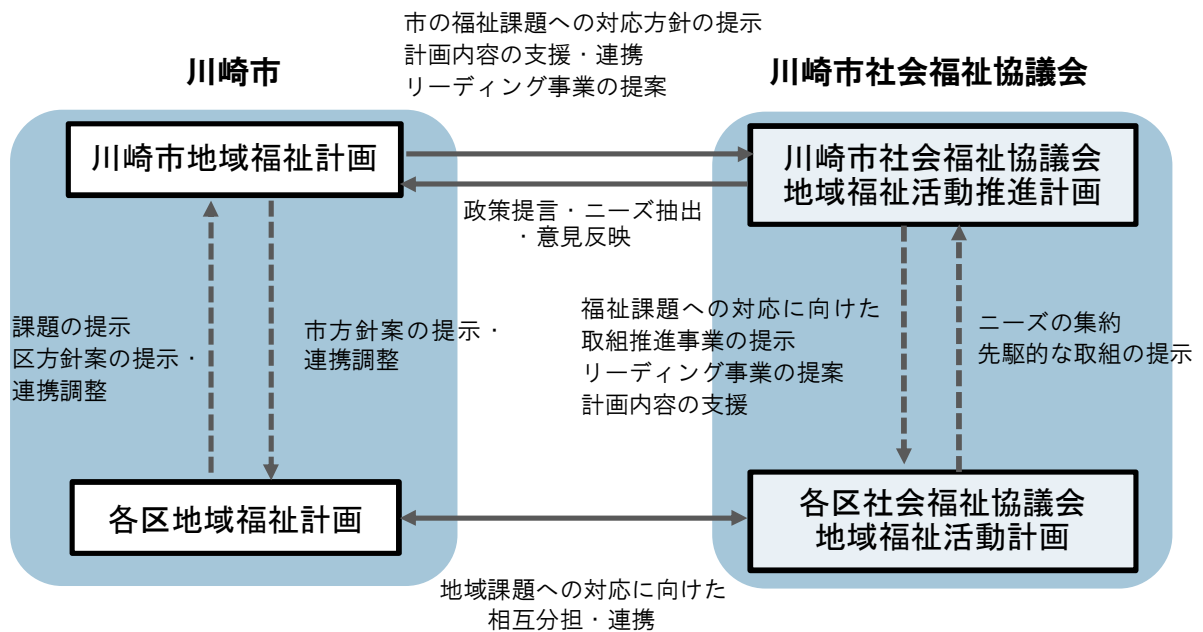 市の福祉課題への対応方針の提示
計画内容の支援・連携
リーディング事業の提案
川崎市
川崎市社会福祉協議会
川崎市地域福祉計画
川崎市社会福祉協議会
地域福祉活動推進計画
政策提言・ニーズ抽出
・意見反映
課題の提示
区方針案の提示・
連携調整
市方針案の提示・
連携調整
福祉課題への対応に向けた
取組推進事業の提示
リーディング事業の提案
計画内容の支援
ニーズの集約
先駆的な取組の提示
各区地域福祉計画
各区社会福祉協議会
地域福祉活動計画
地域課題への対応に向けた
相互分担・連携